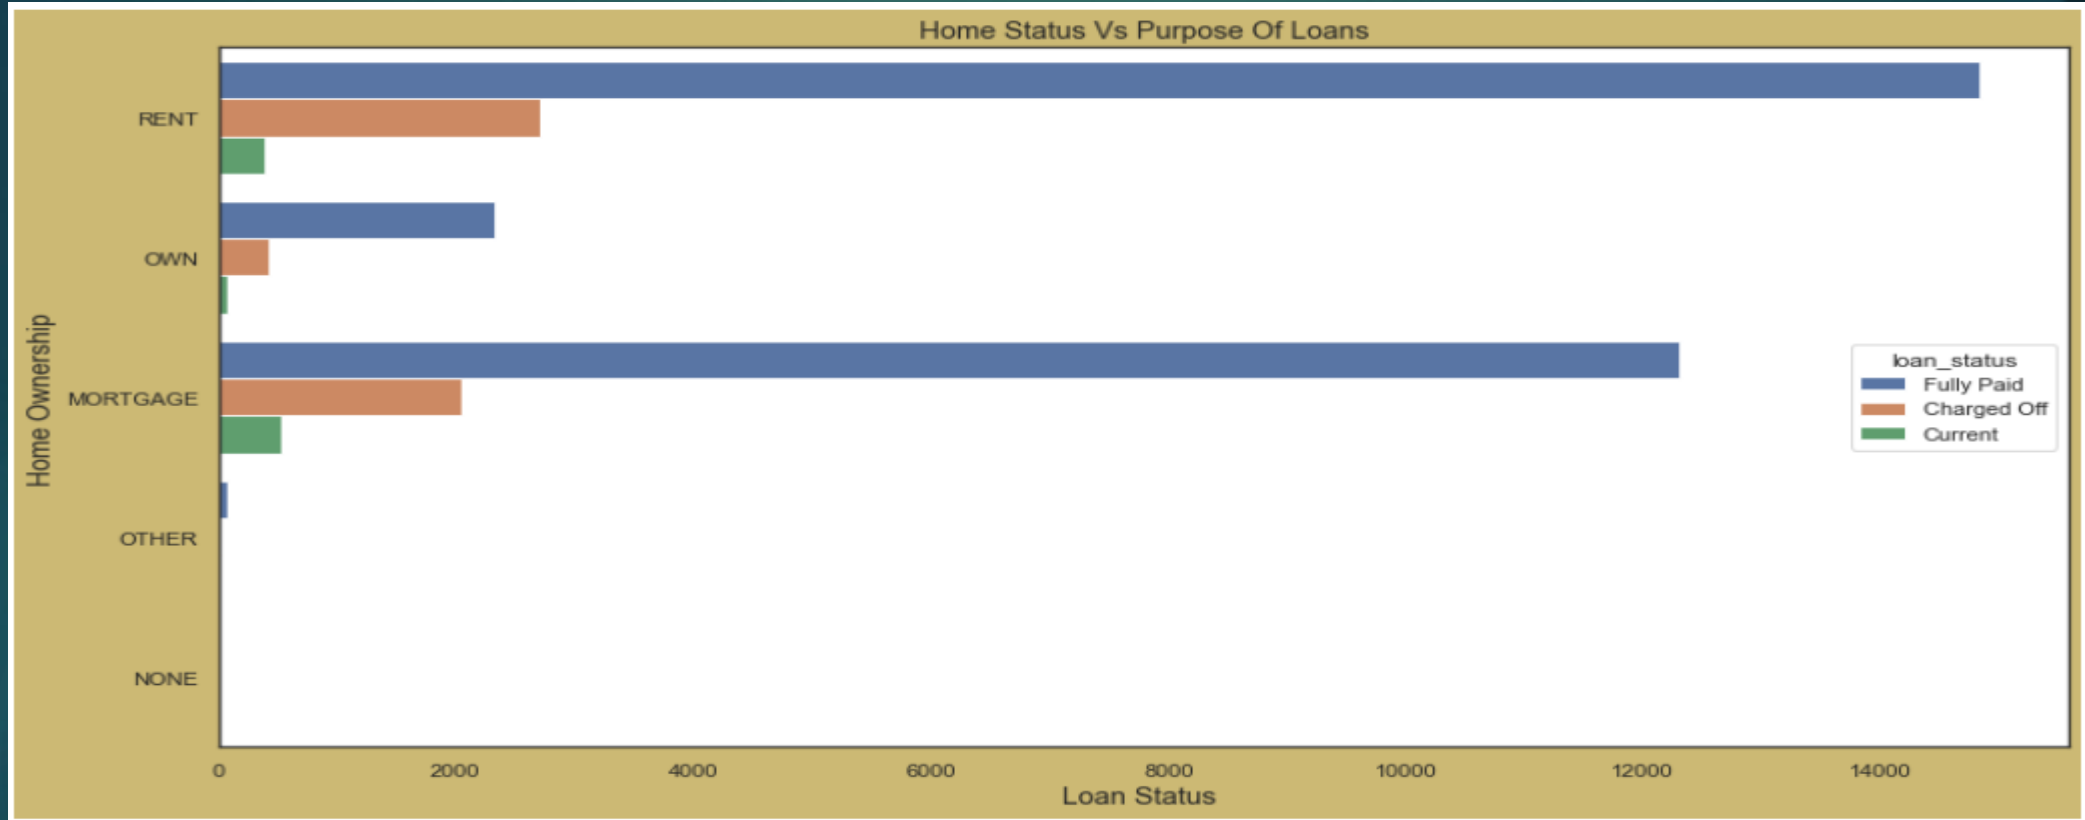 Home Status Vs Purpose Of Loans
RENT
OWN
MORTGAGE
OTHER
NONE
Home Ownership
loan_status
Fully Paid
Charged Off
Current
0 2000 4000 6000 8000 10000 12000 14000
Loan Status